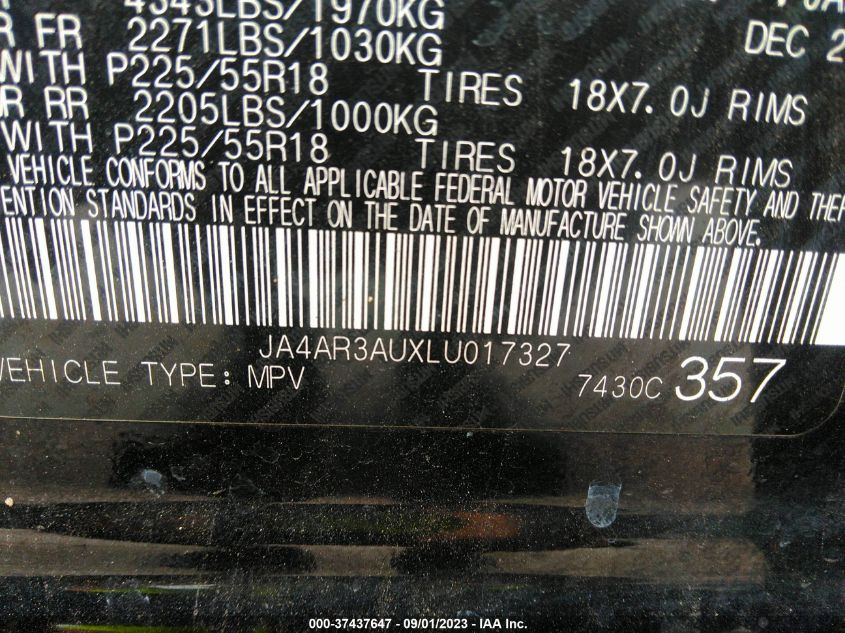 4343LBS/1970KG
FR 2271LBS/1030KG DEC 2
WITH P225/55R18 TIRES 18X7.0J RIMS
RR 2205LBS/1000KG
WITH P225/55R18 TIRES 18X7.0J RIMS
VEHICLE CONFORMS TO ALL APPLICABLE FEDERAL MOTOR VEHICLE SAFETY AND THEF
ENTION STANDARDS IN EFFECT ON THE DATE OF MANUFACTURE SHOWN ABOVE.
JA4AR3AUXLU017327
VEHICLE TYPE: MPV 7430C 357
000-37437647 - 09/01/2023 - IAA Inc.